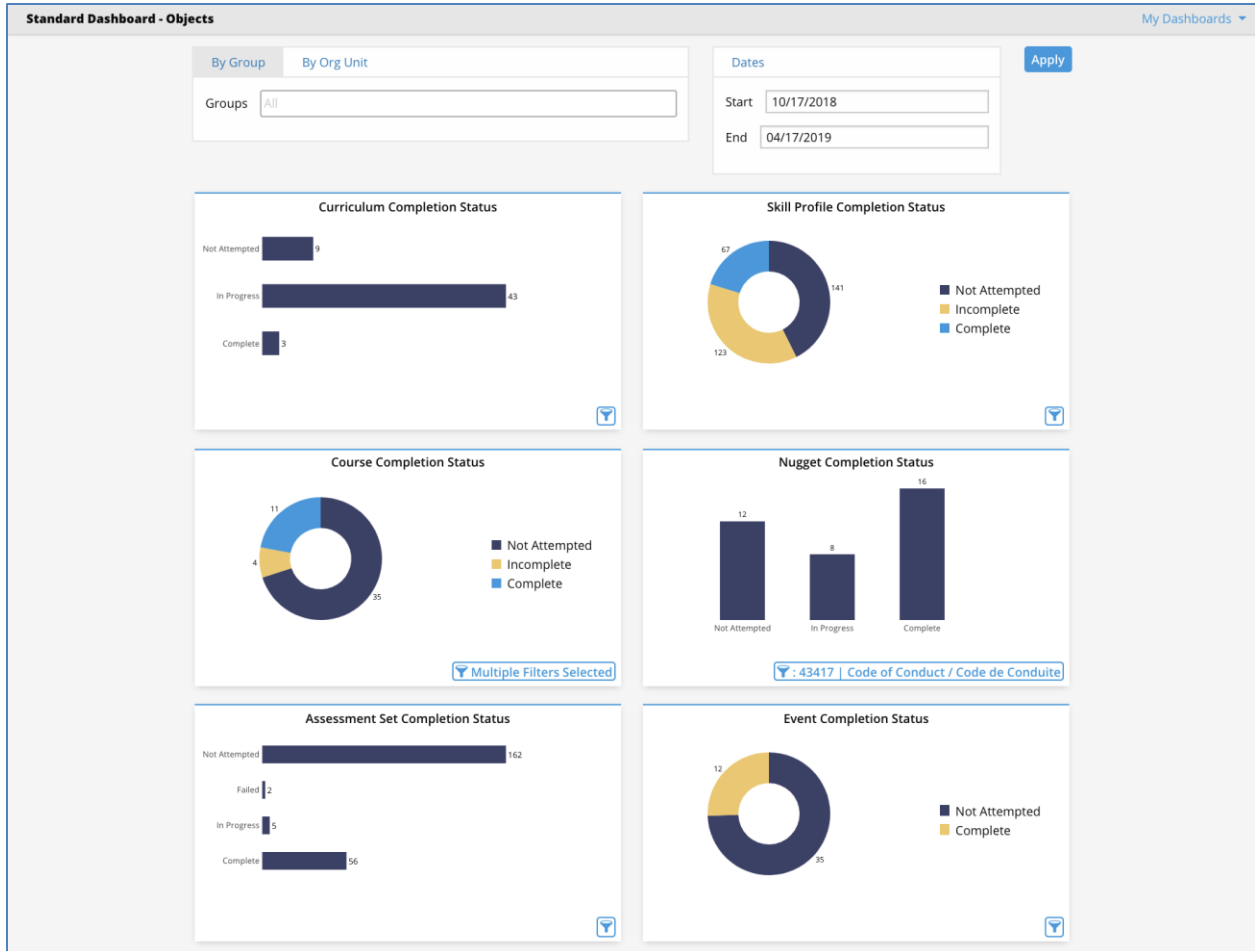 Standard Dashboard - Objects
My Dashboards
By Group
By Org Unit
Groups
All
Dates
Start
10/17/2018
End
04/17/2019
Apply
Curriculum Completion Status
Not Attempted
9
In Progress
43
Complete
3
Skill Profile Completion Status
67
141
123
Not Attempted
Incomplete
Complete
Course Completion Status
11
4
35
Not Attempted
Incomplete
Complete
Multiple Filters Selected
Nugget Completion Status
12
8
16
Not Attempted
In Progress
Complete
: 43417 | Code of Conduct / Code de Conduite
Assessment Set Completion Status
Not Attempted
162
Failed
2
In Progress
5
Complete
56
Event Completion Status
12
35
Not Attempted
Complete